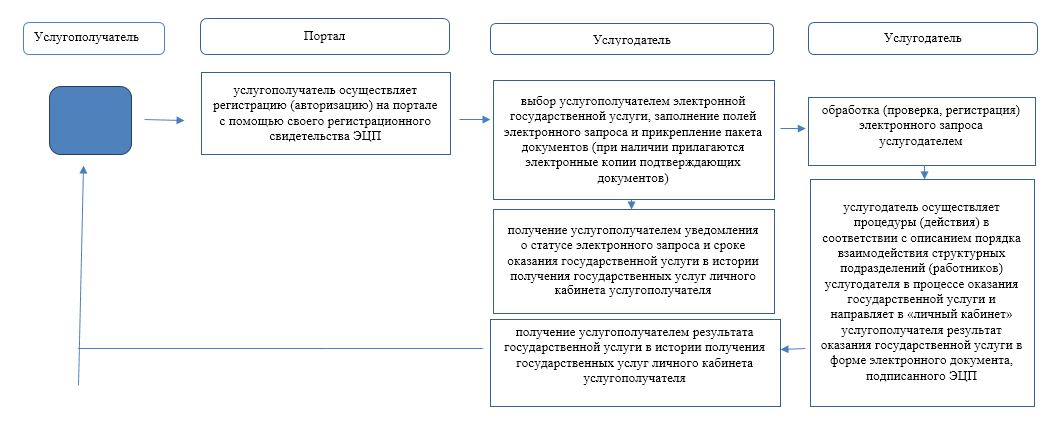 Услугополучатель
Портал
Услугодатель
Услугодатель
услугополучатель осуществляет
регистрацию (авторизацию) на портале
с помощью своего регистрационного
свидетельства ЭЦП
выбор услугополучателем электронной
государственной услуги, заполнение полей
электронного запроса и прикрепление пакета
документов (при наличии прилагаются
электронные копии подтверждающих
документов)
обработка (проверка, регистрация)
электронного запроса
услугодателем
получение услугополучателем уведомления
о статусе электронного запроса и сроке
оказания государственной услуги в истории
получения государственных услуг личного
кабинета услугополучателя
услугодатель осуществляет
процедуры (действия) в
соответствии с описанием порядка
взаимодействия структурных
подразделений (работников)
услугодателя в процессе оказания
государственной услуги и
направляет в «личный кабинет»
услугополучателя результат
оказания государственной услуги в
форме электронного документа,
подписанного ЭЦП
получение услугополучателем результата
государственной услуги в истории получения
государственных услуг личного кабинета
услугополучателя